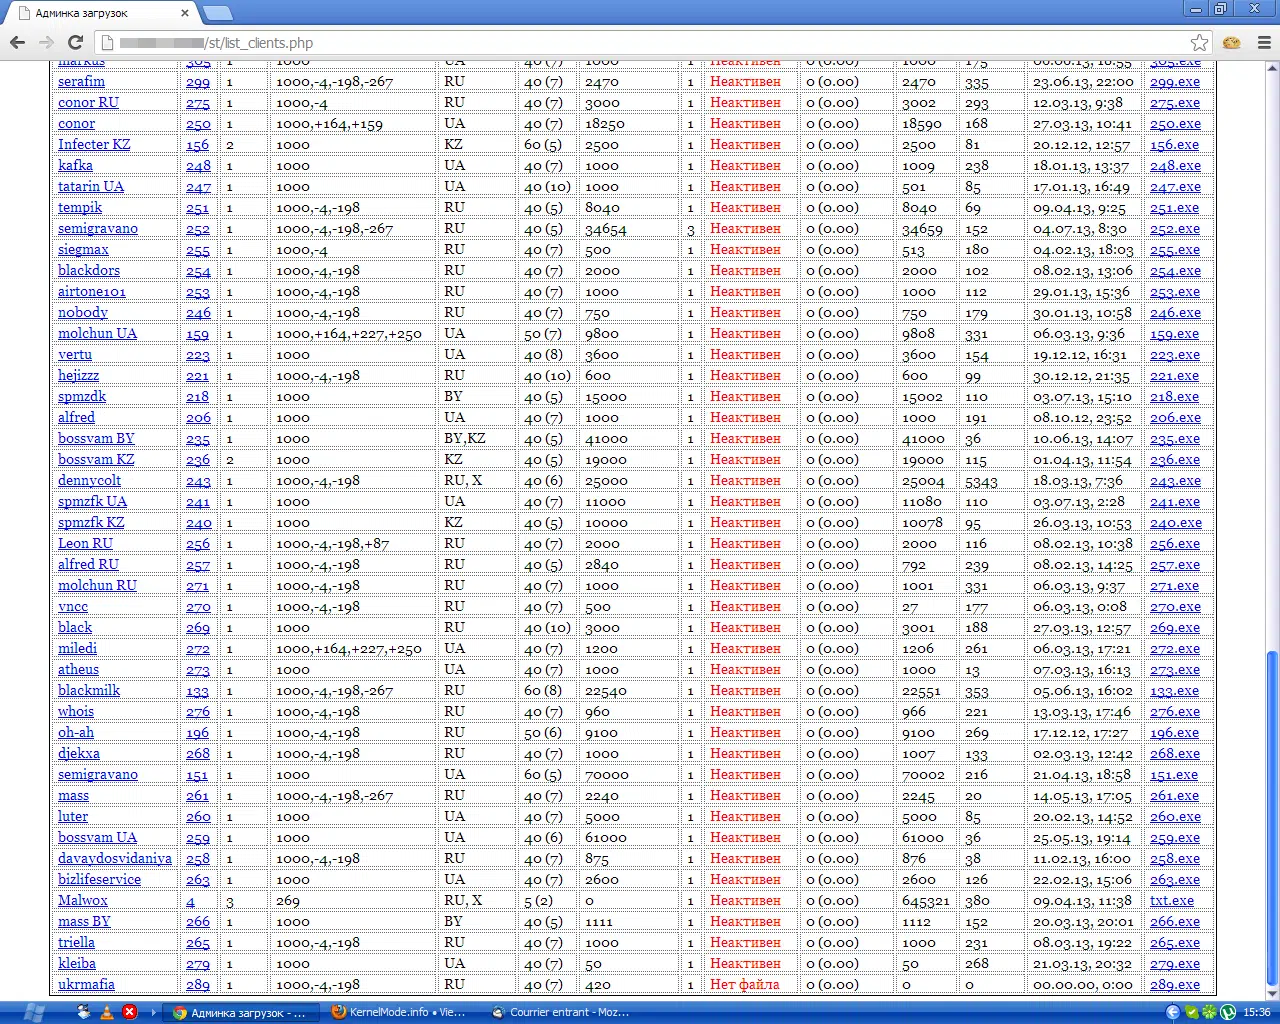 Админка загрузок
/st/list_clients.php
markus 305 1 1000 UA 40 (7) 1000 1 Неактивен 0 (0.00) 1000 175 305.exe
serafim 299 1 1000,-4,-198,-267 RU 40 (7) 2470 1 Неактивен 0 (0.00) 2470 335 23.06.13, 22:00 299.exe
conor RU 275 1 1000,-4 RU 40 (7) 3000 1 Неактивен 0 (0.00) 3002 293 12.03.13, 9:38 275.exe
conor 250 1 1000,+164,+159 UA 40 (7) 18250 1 Неактивен 0 (0.00) 18590 168 27.03.13, 10:41 250.exe
Infecter KZ 156 2 1000 KZ 60 (5) 2500 1 Неактивен 0 (0.00) 2500 81 20.12.12, 12:57 156.exe
kafka 248 1 1000 UA 40 (7) 1000 1 Неактивен 0 (0.00) 1009 238 18.01.13, 13:37 248.exe
tatarin UA 247 1 1000 UA 40 (10) 1000 1 Неактивен 0 (0.00) 501 85 17.01.13, 16:49 247.exe
tempik 251 1 1000,-4,-198 RU 40 (5) 8040 1 Неактивен 0 (0.00) 8040 69 09.04.13, 9:25 251.exe
semigravano 252 1 1000,-4,-198,-267 RU 40 (5) 34654 3 Неактивен 0 (0.00) 34659 152 04.07.13, 8:30 252.exe
siegmax 255 1 1000,-4 RU 40 (7) 500 1 Неактивен 0 (0.00) 513 180 04.02.13, 18:03 255.exe
blackdors 254 1 1000,-4,-198 RU 40 (7) 2000 1 Неактивен 0 (0.00) 2000 102 08.02.13, 13:06 254.exe
airtone101 253 1 1000,-4,-198 RU 40 (7) 1000 1 Неактивен 0 (0.00) 1000 112 29.01.13, 15:36 253.exe
nobody 246 1 1000,-4,-198 RU 40 (7) 750 1 Неактивен 0 (0.00) 750 179 30.01.13, 10:58 246.exe
molchun UA 159 1 1000,+164,+227,+250 UA 50 (7) 9800 1 Неактивен 0 (0.00) 9808 331 06.03.13, 9:36 159.exe
vertu 223 1 1000 UA 40 (8) 3600 1 Неактивен 0 (0.00) 3600 154 19.12.12, 16:31 223.exe
hejizzz 221 1 1000,-4,-198 RU 40 (10) 600 1 Неактивен 0 (0.00) 600 99 30.12.12, 21:35 221.exe
spmzdk 218 1 1000 BY 40 (5) 15000 1 Неактивен 0 (0.00) 15002 110 03.07.13, 15:10 218.exe
alfred 206 1 1000 UA 40 (7) 1000 1 Неактивен 0 (0.00) 1000 191 08.10.12, 23:52 206.exe
bossvam BY 235 1 1000 BY,KZ 40 (5) 41000 1 Неактивен 0 (0.00) 41000 36 10.06.13, 14:07 235.exe
bossvam KZ 236 2 1000 KZ 40 (5) 19000 1 Неактивен 0 (0.00) 19000 115 01.04.13, 11:54 236.exe
dennycolt 243 1 1000,-4,-198 RU, X 40 (6) 25000 1 Неактивен 0 (0.00) 25004 5343 18.03.13, 7:36 243.exe
spmzfk UA 241 1 1000 UA 40 (7) 11000 1 Неактивен 0 (0.00) 11080 110 03.07.13, 2:28 241.exe
spmzfk KZ 240 1 1000 KZ 40 (5) 10000 1 Неактивен 0 (0.00) 10078 95 26.03.13, 10:53 240.exe
Leon RU 256 1 1000,-4,-198,+87 RU 40 (7) 2000 1 Неактивен 0 (0.00) 2000 116 08.02.13, 10:38 256.exe
alfred RU 257 1 1000,-4,-198 RU 40 (5) 2840 1 Неактивен 0 (0.00) 792 239 08.02.13, 14:25 257.exe
molchun RU 271 1 1000,-4,-198 RU 40 (7) 1000 1 Неактивен 0 (0.00) 1001 331 06.03.13, 9:37 271.exe
vncc 270 1 1000,-4,-198 RU 40 (7) 500 1 Неактивен 0 (0.00) 27 177 06.03.13, 0:08 270.exe
black 269 1 1000 RU 40 (10) 3000 1 Неактивен 0 (0.00) 3001 188 27.03.13, 12:57 269.exe
miledi 272 1 1000,+164,+227,+250 UA 40 (7) 1200 1 Неактивен 0 (0.00) 1206 261 06.03.13, 17:21 272.exe
atheus 273 1 1000 UA 40 (7) 1000 1 Неактивен 0 (0.00) 1000 13 07.03.13, 16:13 273.exe
blackmilk 133 1 1000,-4,-198,-267 RU 60 (8) 22540 1 Неактивен 0 (0.00) 22551 353 05.06.13, 16:02 133.exe
whois 276 1 1000,-4,-198 RU 40 (7) 960 1 Неактивен 0 (0.00) 966 221 13.03.13, 17:46 276.exe
oh-ah 196 1 1000,-4,-198 RU 50 (6) 9100 1 Неактивен 0 (0.00) 9100 269 17.12.12, 17:27 196.exe
djekxa 268 1 1000,-4,-198 RU 40 (7) 1000 1 Неактивен 0 (0.00) 1007 133 02.03.13, 12:42 268.exe
semigravano 151 1 1000 UA 60 (5) 70000 1 Неактивен 0 (0.00) 70002 216 21.04.13, 18:58 151.exe
mass 261 1 1000,-4,-198,-267 RU 40 (7) 2240 1 Неактивен 0 (0.00) 2245 20 14.05.13, 17:05 261.exe
luter 260 1 1000 UA 40 (7) 5000 1 Неактивен 0 (0.00) 5000 85 20.02.13, 14:52 260.exe
bossvam UA 259 1 1000 UA 40 (6) 61000 1 Неактивен 0 (0.00) 61000 36 25.05.13, 19:14 259.exe
davaydosvidaniya 258 1 1000,-4,-198 RU 40 (7) 875 1 Неактивен 0 (0.00) 876 38 11.02.13, 16:00 258.exe
bizlifeservice 263 1 1000 UA 40 (7) 2600 1 Неактивен 0 (0.00) 2600 126 22.02.13, 15:06 263.exe
Malwox 4 3 269 RU, X 5 (2) 0 1 Неактивен 0 (0.00) 645321 380 09.04.13, 11:38 txt.exe
mass BY 266 1 1000 BY 40 (5) 1111 1 Неактивен 0 (0.00) 1112 152 20.03.13, 20:01 266.exe
triella 265 1 1000,-4,-198 RU 40 (7) 1000 1 Неактивен 0 (0.00) 1000 231 08.03.13, 19:22 265.exe
kleiba 279 1 1000 UA 40 (7) 50 1 Неактивен 0 (0.00) 50 268 21.03.13, 20:32 279.exe
ukrmafia 289 1 1000,-4,-198 RU 40 (7) 420 1 Нет файла 0 (0.00) 0 0 00.00.00, 0:00 289.exe
Админка загрузок - ... KernelMode.info • Vie... Courrier entrant - Moz... 15:36